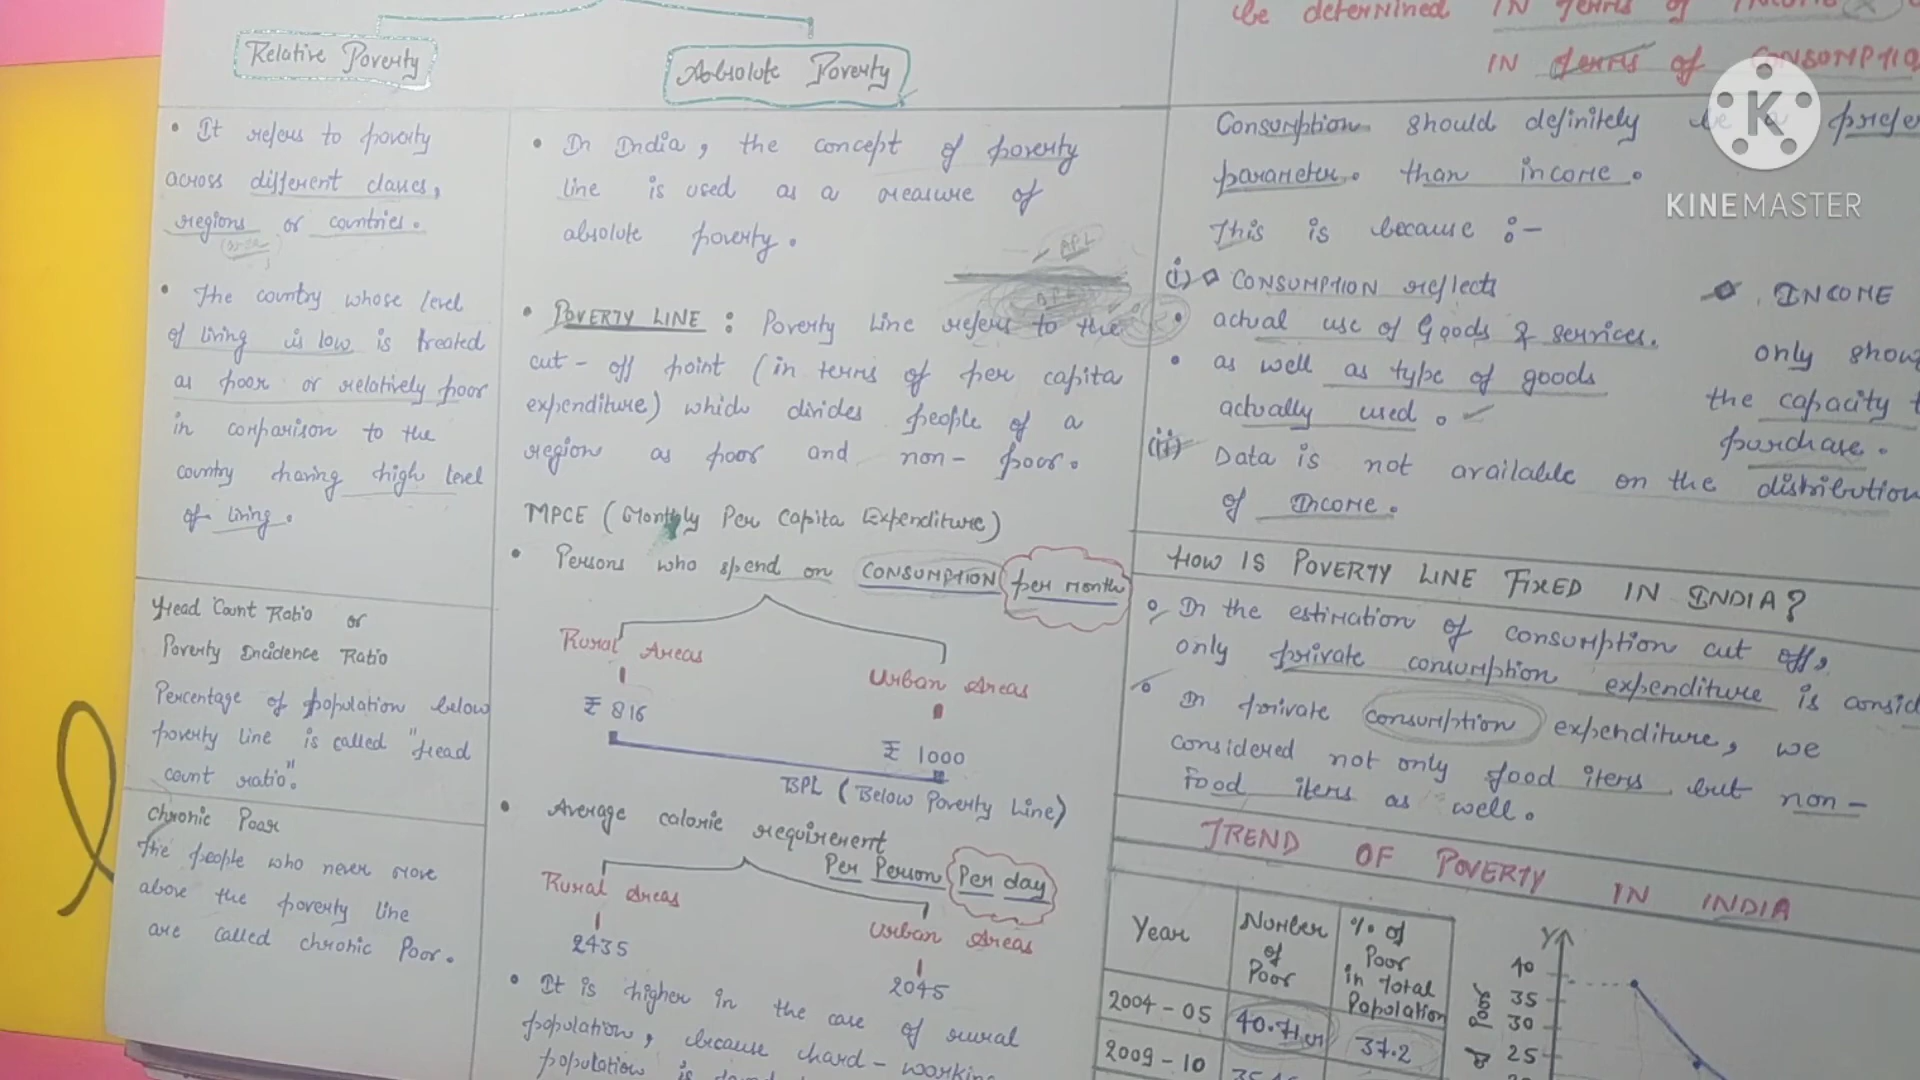 Relative Poverty
Absolute Poverty
• It refers to poverty
across different classes,
regions or countries.
• The country whose level
of living is low is treated
as poor or relatively poor
in comparison to the
country having high level
of living.
Head Count Ratio or
Poverty Incidence Ratio
Percentage of population below
poverty line is called "Head
count ratio".
Chronic Poor
The people who never move
above the poverty line
are called chronic Poor.
• In India, the concept of poverty
line is used as a measure of
absolute poverty.
• POVERTY LINE : Poverty Line refers to the
cut-off point (in terms of per capita
expenditure) which divides people of a
region as poor and non-poor.
MPCE (Monthly Per Capita Expenditure)
• Persons who spend on CONSUMPTION per month
Rural Areas
Urban Areas
₹ 816
₹ 1000
BPL (Below Poverty Line)
• Average calorie requirement
Per Person Per day
Rural Areas
Urban Areas
2435
2045
• It is higher in the case of rural
population, because hard-working
population is
be determined IN terms of
IN terms of CONSUMPTIO
Consumption should definitely be a prefer
parameter. than income.
This is because :-
(i) CONSUMPTION reflects
• actual use of Goods & services.
• as well as type of goods
actually used.
INCOME
only show
the capacity t
purchase.
(ii) Data is not available on the distribution
of Income.
HOW IS POVERTY LINE FIXED IN INDIA?
In the estimation of consumption cut off,
only private consumption expenditure is consid
In private consumption expenditure, we
considered not only food items but non-
food items as well.
TREND OF POVERTY IN INDIA
Year
Number of Poor
% of Poor in total Population
2004-05 40.71 cr 37.2
2009-10
Y
40
35
30
25
K
KINEMASTER